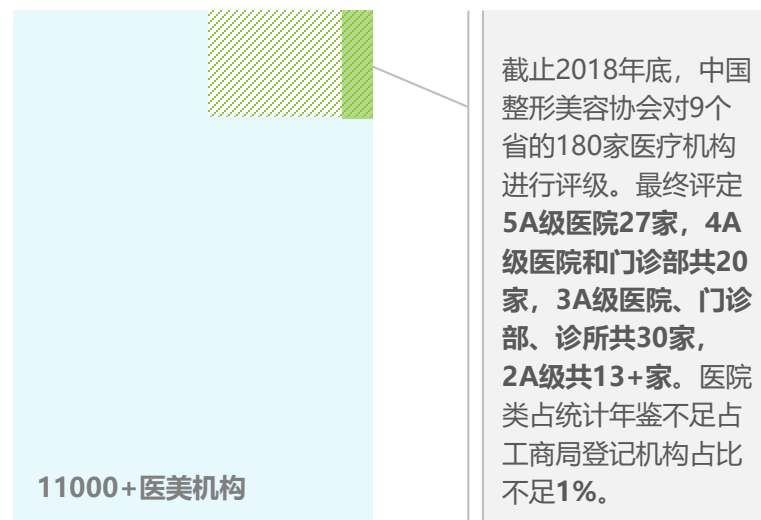 11000+医美机构
截止2018年底，中国
整形美容协会对9个
省的180家医疗机构
进行评级。最终评定
5A级医院27家，4A
级医院和门诊部共20
家，3A级医院、门诊
部、诊所共30家，
2A级共13+家。医院
类占统计年鉴不足占
工商局登记机构占比
不足1%。